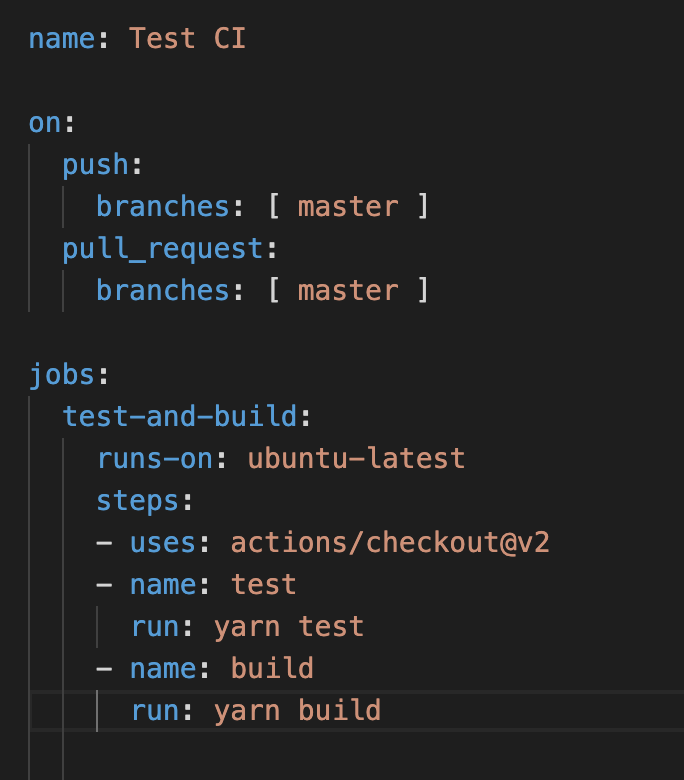 name: Test CI
on:
push:
branches: [ master ]
pull_request:
branches: [ master ]
jobs:
test-and-build:
runs-on: ubuntu-latest
steps:
- uses: actions/checkout@v2
- name: test
run: yarn test
- name: build
run: yarn build